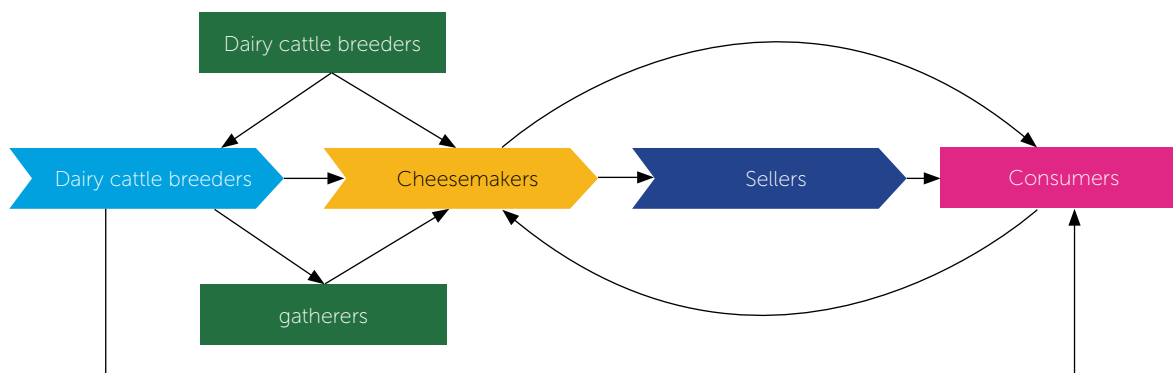 Dairy cattle breeders
Dairy cattle breeders
Cheesemakers
Sellers
Consumers
gatherers